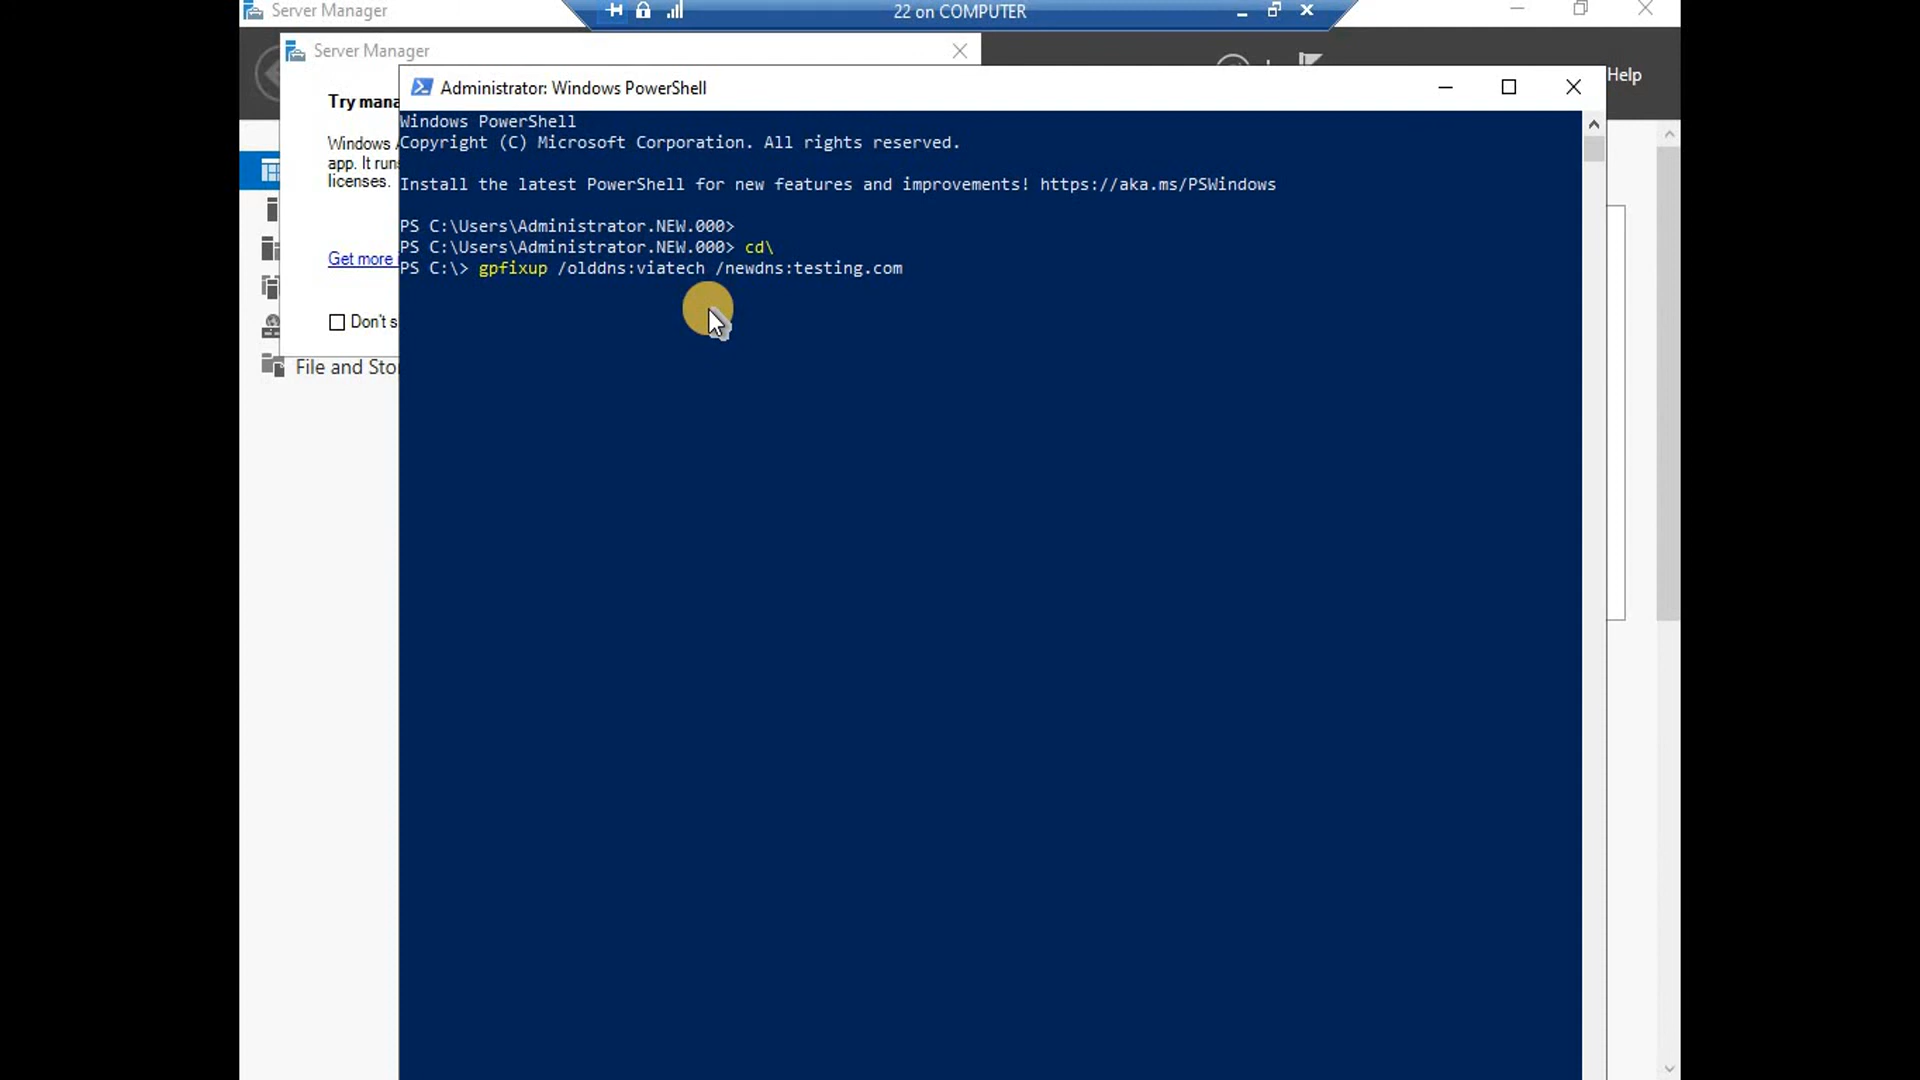 Server Manager
22 on COMPUTER
Server Manager
Help
Try mana
Windows A
app. It runs
licenses.
Get more
Don't s
File and Sto
Administrator: Windows PowerShell
Windows PowerShell
Copyright (C) Microsoft Corporation. All rights reserved.
Install the latest PowerShell for new features and improvements! https://aka.ms/PSWindows
PS C:\Users\Administrator.NEW.000>
PS C:\Users\Administrator.NEW.000> cd\
PS C:\> gpfixup /olddns:viatech /newdns:testing.com